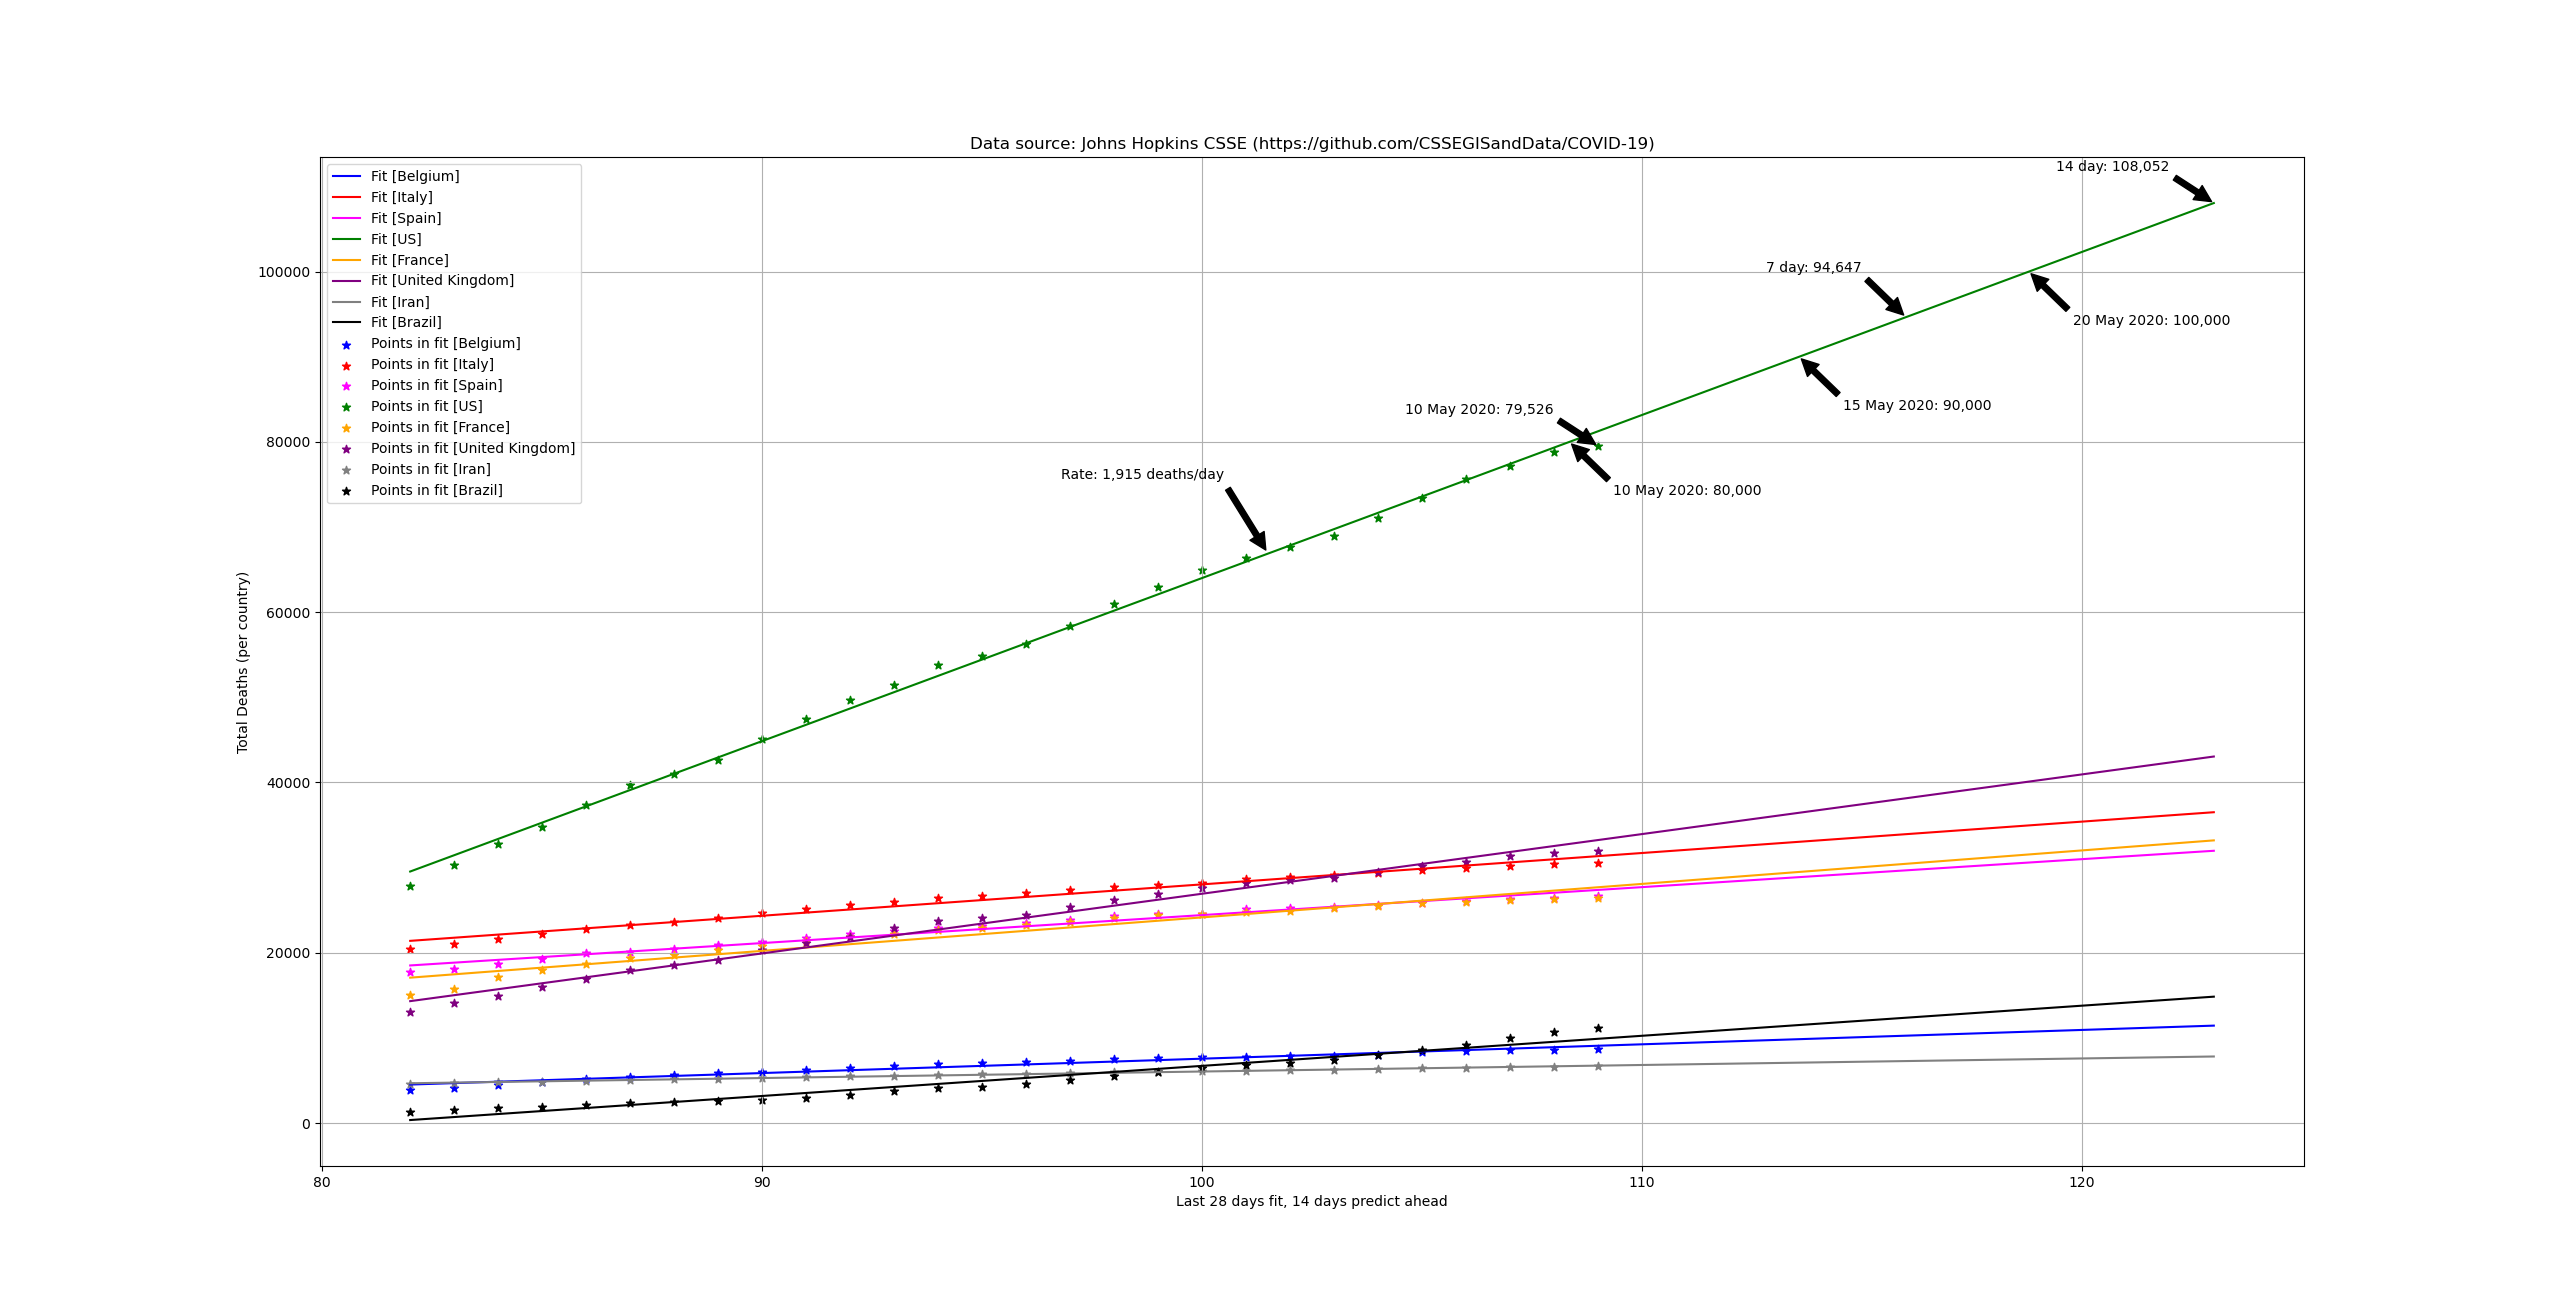 Data source: Johns Hopkins CSSE (https://github.com/CSSEGISandData/COVID-19)
Fit [Belgium]
Fit [Italy]
Fit [Spain]
Fit [US]
Fit [France]
Fit [United Kingdom]
Fit [Iran]
Fit [Brazil]
Points in fit [Belgium]
Points in fit [Italy]
Points in fit [Spain]
Points in fit [US]
Points in fit [France]
Points in fit [United Kingdom]
Points in fit [Iran]
Points in fit [Brazil]
14 day: 108,052
7 day: 94,647
20 May 2020: 100,000
15 May 2020: 90,000
10 May 2020: 79,526
10 May 2020: 80,000
Rate: 1,915 deaths/day
Total Deaths (per country)
100000
80000
60000
40000
20000
0
80
90
100
110
120
Last 28 days fit, 14 days predict ahead